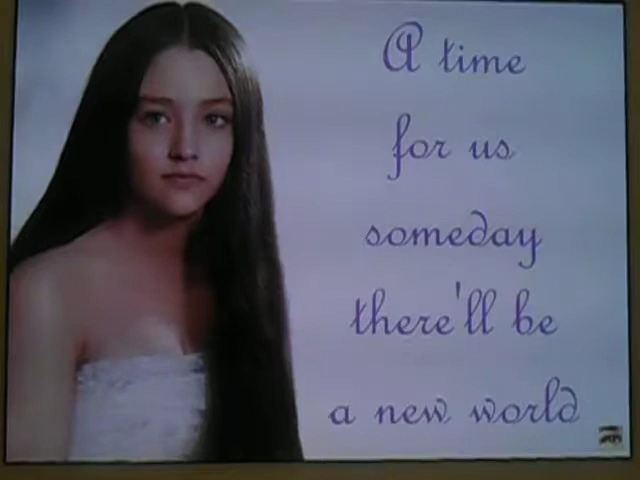 A time
for us
someday
there'll be
a new world